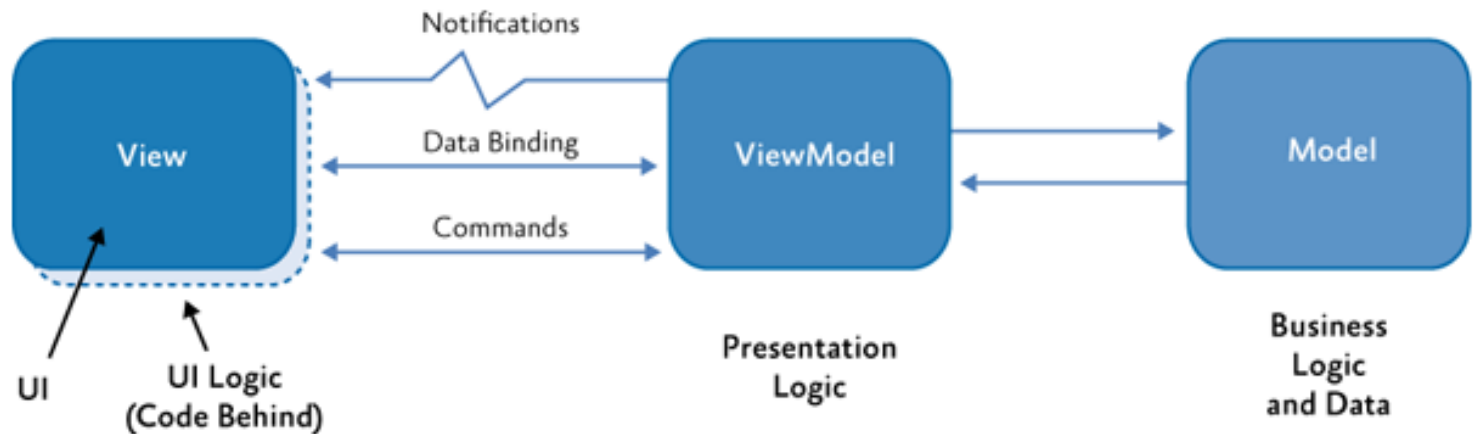 Notifications
View
Data Binding
ViewModel
Model
Commands
UI
UI Logic
(Code Behind)
Presentation
Logic
Business
Logic
and Data